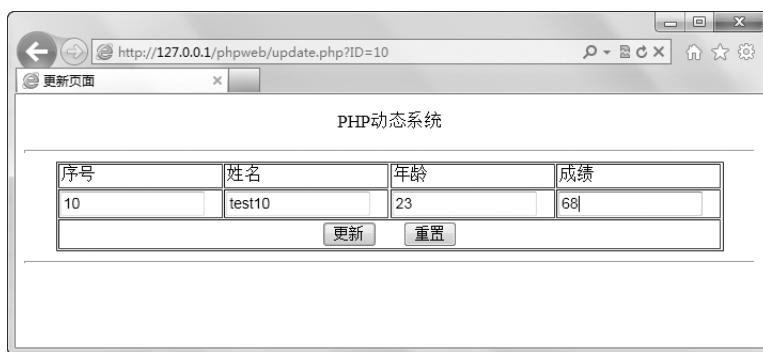 http://127.0.0.1/phpweb/update.php?ID=10
更新页面
PHP动态系统
序号 姓名 年龄 成绩
10 test10 23 68
更新 重置